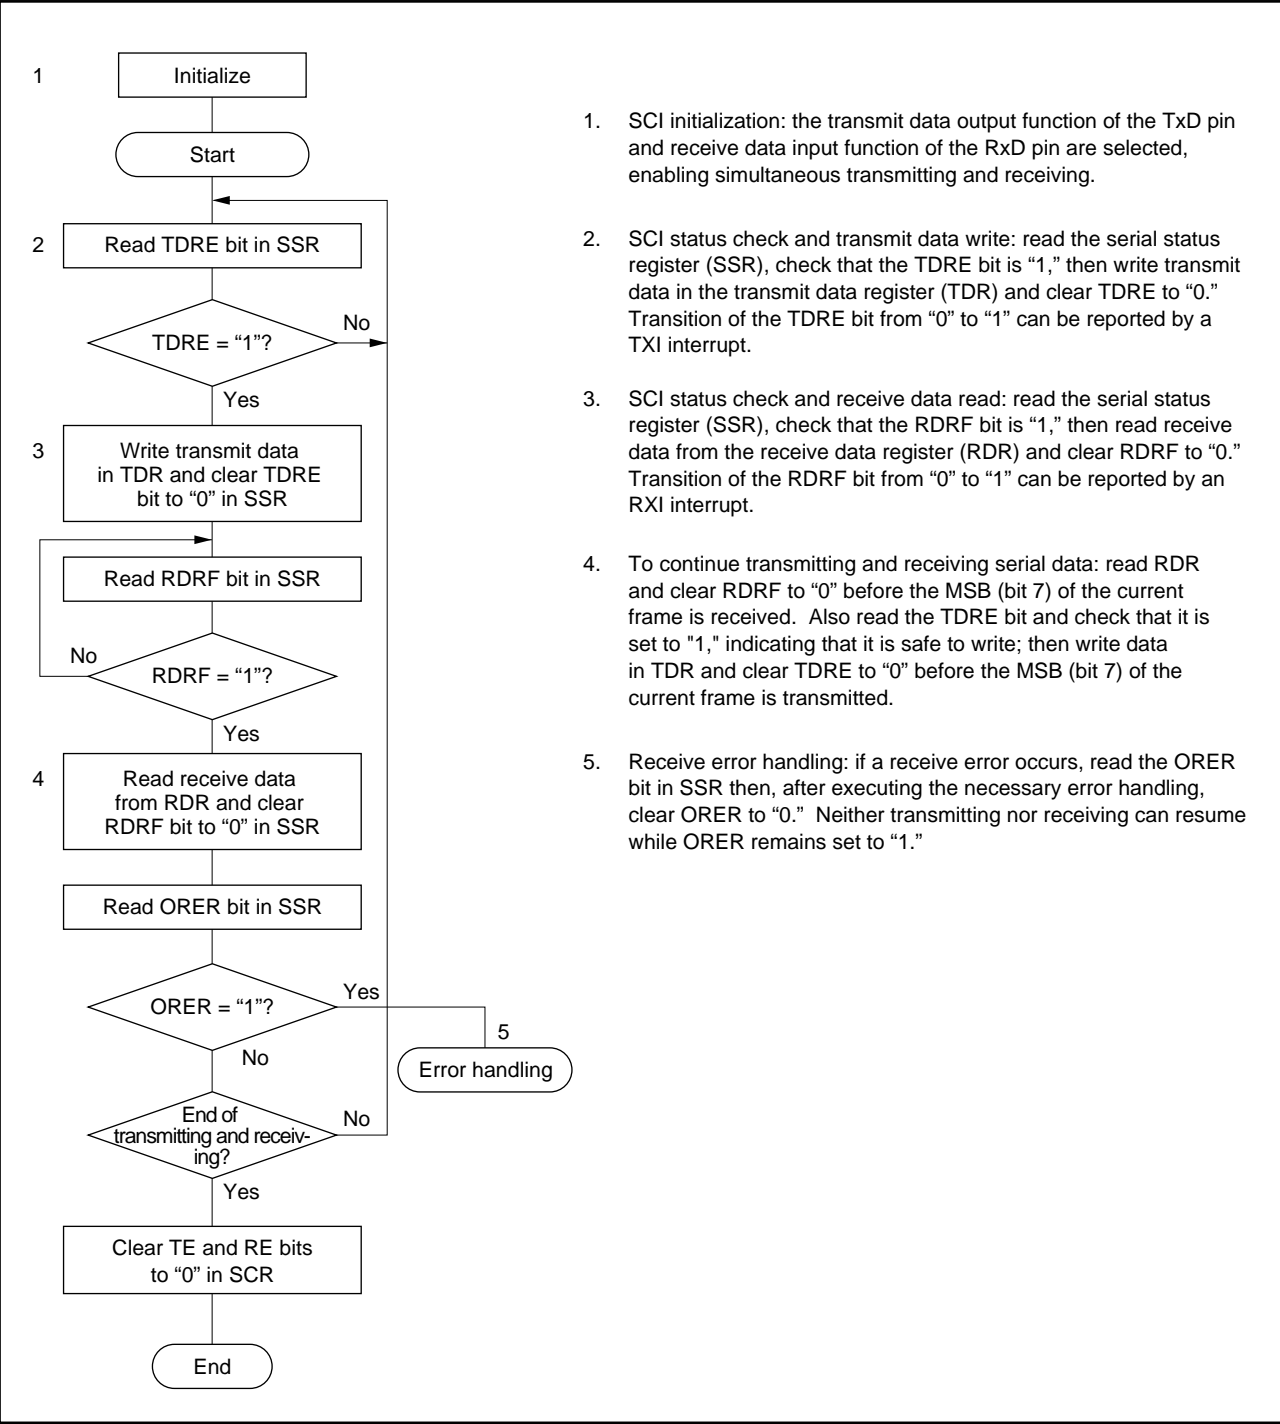 1
Initialize
Start
2
Read TDRE bit in SSR
TDRE = “1”?
No
Yes
3
Write transmit data
in TDR and clear TDRE
bit to “0” in SSR
Read RDRF bit in SSR
No
RDRF = “1”?
Yes
4
Read receive data
from RDR and clear
RDRF bit to “0” in SSR
Read ORER bit in SSR
ORER = “1”?
Yes
5
Error handling
No
End of
transmitting and receiv-
ing?
No
Yes
Clear TE and RE bits
to “0” in SCR
End
1. SCI initialization: the transmit data output function of the TxD pin
and receive data input function of the RxD pin are selected,
enabling simultaneous transmitting and receiving.
2. SCI status check and transmit data write: read the serial status
register (SSR), check that the TDRE bit is “1,” then write transmit
data in the transmit data register (TDR) and clear TDRE to “0.”
Transition of the TDRE bit from “0” to “1” can be reported by a
TXI interrupt.
3. SCI status check and receive data read: read the serial status
register (SSR), check that the RDRF bit is “1,” then read receive
data from the receive data register (RDR) and clear RDRF to “0.”
Transition of the RDRF bit from “0” to “1” can be reported by an
RXI interrupt.
4. To continue transmitting and receiving serial data: read RDR
and clear RDRF to “0” before the MSB (bit 7) of the current
frame is received.  Also read the TDRE bit and check that it is
set to "1," indicating that it is safe to write; then write data
in TDR and clear TDRE to “0” before the MSB (bit 7) of the
current frame is transmitted.
5. Receive error handling: if a receive error occurs, read the ORER
bit in SSR then, after executing the necessary error handling,
clear ORER to “0.”  Neither transmitting nor receiving can resume
while ORER remains set to “1.”